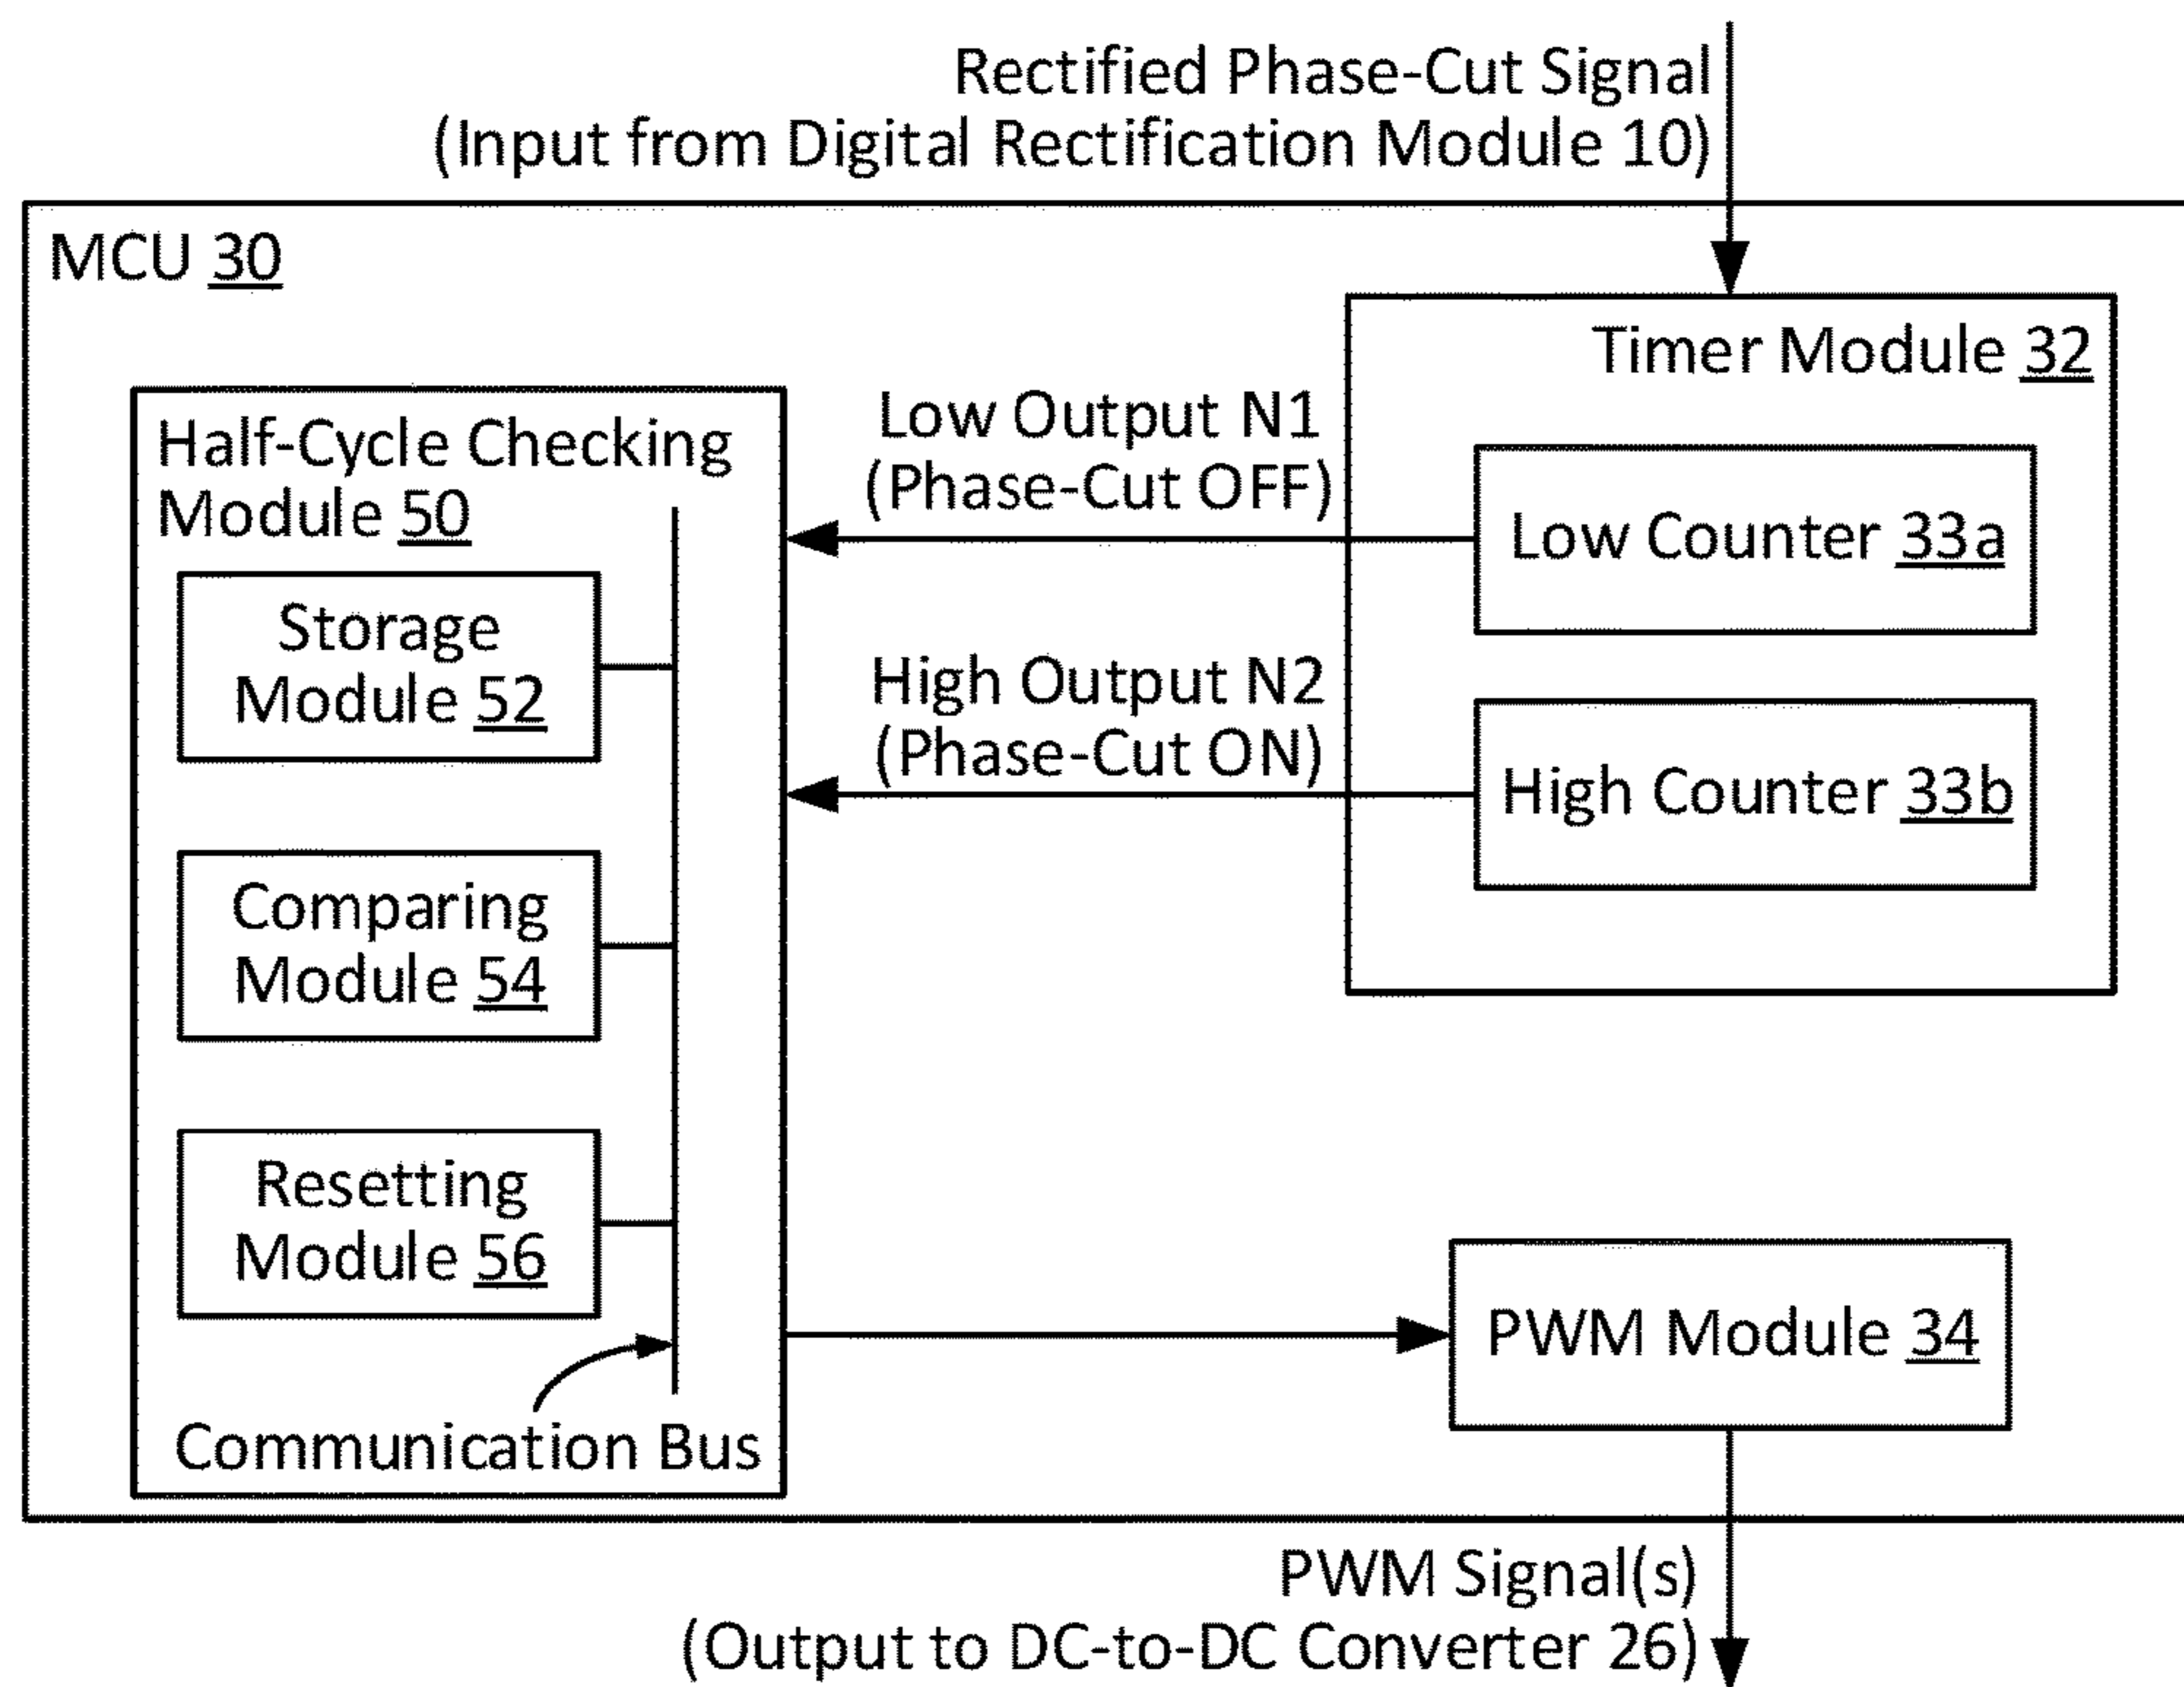 Rectified Phase-Cut Signal
(Input from Digital Rectification Module 10)
MCU 30
Timer Module 32
Half-Cycle Checking
Module 50
Low Output N1
(Phase-Cut OFF)
Low Counter 33a
Storage
Module 52
High Output N2
(Phase-Cut ON)
High Counter 33b
Comparing
Module 54
Resetting
Module 56
PWM Module 34
Communication Bus
PWM Signal(s)
(Output to DC-to-DC Converter 26)